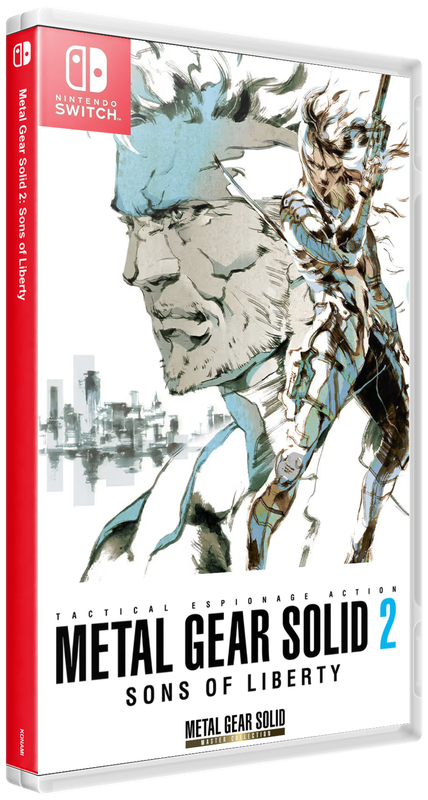 Metal Gear Solid 2: Sons of Liberty
KONAMI
NINTENDO
SWITCH™
TACTICAL ESPIONAGE ACTION
METAL GEAR SOLID 2
SONS OF LIBERTY
METAL GEAR SOLID
MASTER COLLECTION